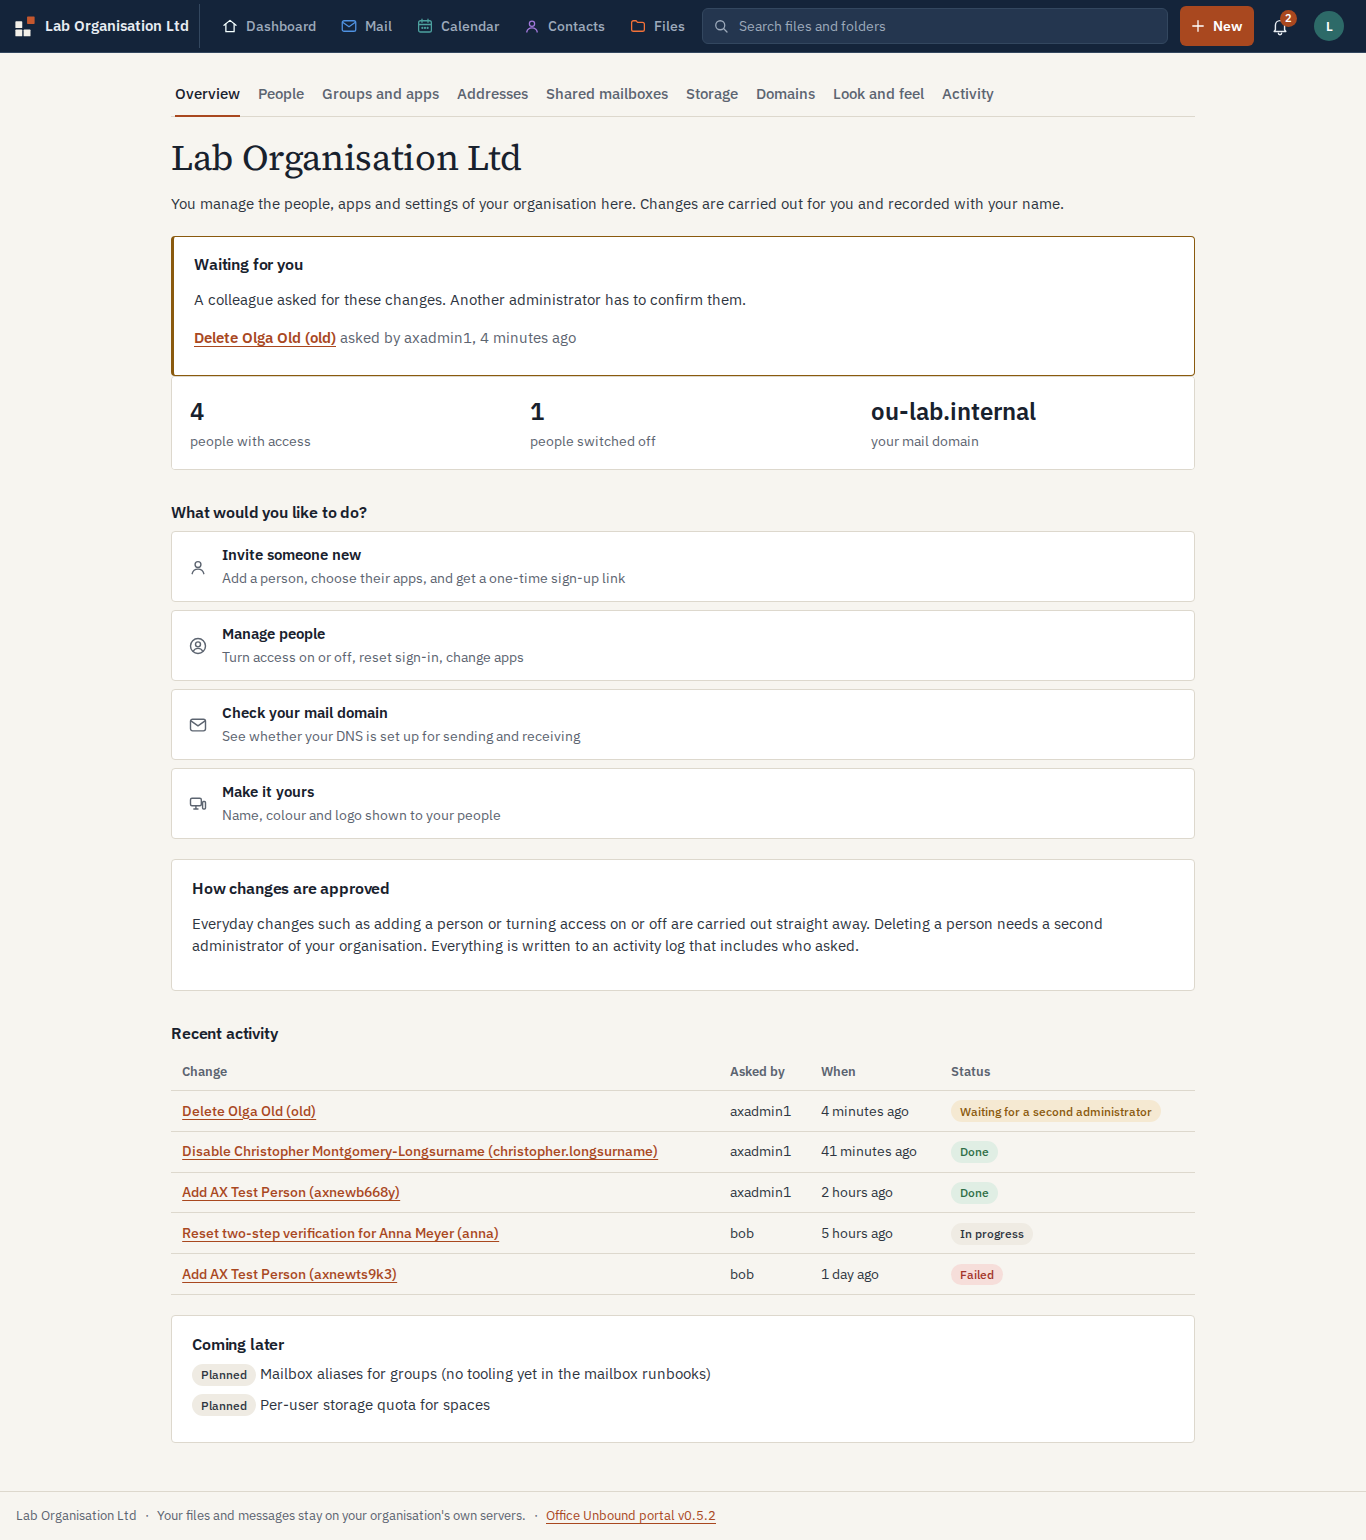 Lab Organisation Ltd
Dashboard
Mail
Calendar
Contacts
Files
Search files and folders
New
2
L
Overview
People
Groups and apps
Addresses
Shared mailboxes
Storage
Domains
Look and feel
Activity
Lab Organisation Ltd
You manage the people, apps and settings of your organisation here. Changes are carried out for you and recorded with your name.
Waiting for you
A colleague asked for these changes. Another administrator has to confirm them.
Delete Olga Old (old) asked by axadmin1, 4 minutes ago
4
people with access
1
people switched off
ou-lab.internal
your mail domain
What would you like to do?
Invite someone new
Add a person, choose their apps, and get a one-time sign-up link
Manage people
Turn access on or off, reset sign-in, change apps
Check your mail domain
See whether your DNS is set up for sending and receiving
Make it yours
Name, colour and logo shown to your people
How changes are approved
Everyday changes such as adding a person or turning access on or off are carried out straight away. Deleting a person needs a second
administrator of your organisation. Everything is written to an activity log that includes who asked.
Recent activity
Change Asked by When Status
Delete Olga Old (old) axadmin1 4 minutes ago Waiting for a second administrator
Disable Christopher Montgomery-Longsurname (christopher.longsurname) axadmin1 41 minutes ago Done
Add AX Test Person (axnewb668y) axadmin1 2 hours ago Done
Reset two-step verification for Anna Meyer (anna) bob 5 hours ago In progress
Add AX Test Person (axnewts9k3) bob 1 day ago Failed
Coming later
Planned Mailbox aliases for groups (no tooling yet in the mailbox runbooks)
Planned Per-user storage quota for spaces
Lab Organisation Ltd · Your files and messages stay on your organisation's own servers. · Office Unbound portal v0.5.2